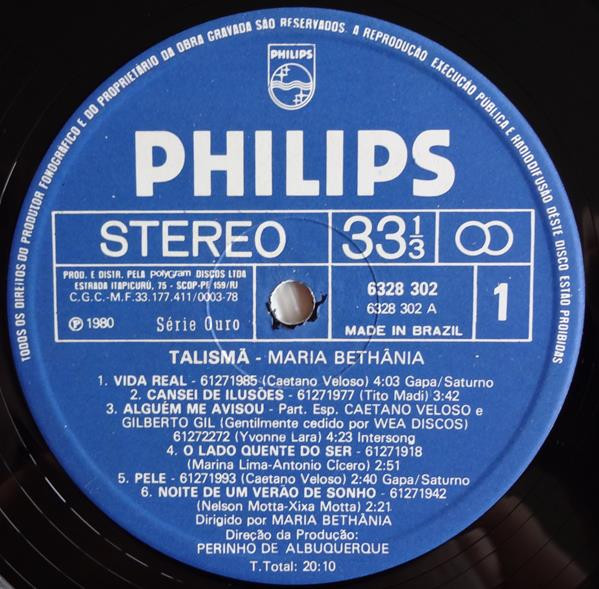 TODOS OS DIREITOS DO PRODUTOR FONOGRÁFICO E DO PROPRIETÁRIO DA OBRA GRAVADA SÃO RESERVADOS. A REPRODUÇÃO, EXECUÇÃO PÚBLICA E RADIODIFUSÃO DESTE DISCO ESTÃO PROIBIDAS
PHILIPS
PHILIPS
STEREO
33 1/3
PROD. E DISTR. PELA polygram DISCOS LTDA
ESTRADA ITAPICURÚ, 75 - SCDP-PF 159/RJ
C.G.C.-M.F.33.177.411/0003-78
Ⓟ 1980 Série Ouro
6328 302
6328 302 A
MADE IN BRAZIL
1
TALISMÃ - MARIA BETHÂNIA
1. VIDA REAL - 61271985 (Caetano Veloso) 4:03 Gapa/Saturno
2. CANSEI DE ILUSÕES - 61271977 (Tito Madi) 3:42
3. ALGUÉM ME AVISOU - Part. Esp. CAETANO VELOSO e
GILBERTO GIL (Gentilmente cedido por WEA DISCOS)
61272272 (Yvonne Lara) 4:23 Intersong
4. O LADO QUENTE DO SER - 61271918
(Marina Lima-Antonio Cícero) 2:51
5. PELE - 61271993 (Caetano Veloso) 2:40 Gapa/Saturno
6. NOITE DE UM VERÃO DE SONHO - 61271942
(Nelson Motta-Xixa Motta) 2:21
Dirigido por MARIA BETHÂNIA
Direção da Produção:
PERINHO DE ALBUQUERQUE
T.Total: 20:10